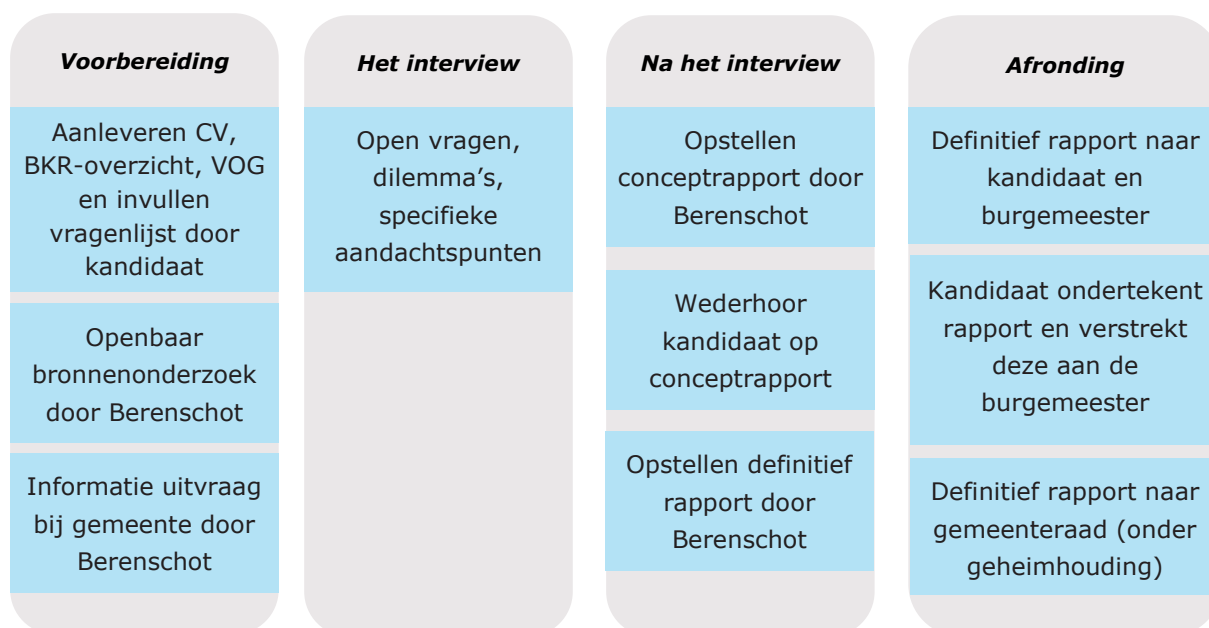 Voorbereiding
Aanleveren CV,
BKR-overzicht, VOG
en invullen
vragenlijst door
kandidaat
Openbaar
bronnenonderzoek
door Berenschot
Informatie uitvraag
bij gemeente door
Berenschot
Het interview
Open vragen,
dilemma's,
specifieke
aandachtspunten
Na het interview
Opstellen
conceptrapport door
Berenschot
Wederhoor
kandidaat op
conceptrapport
Opstellen definitief
rapport door
Berenschot
Afronding
Definitief rapport naar
kandidaat en
burgemeester
Kandidaat ondertekent
rapport en verstrekt
deze aan de
burgemeester
Definitief rapport naar
gemeenteraad (onder
geheimhouding)